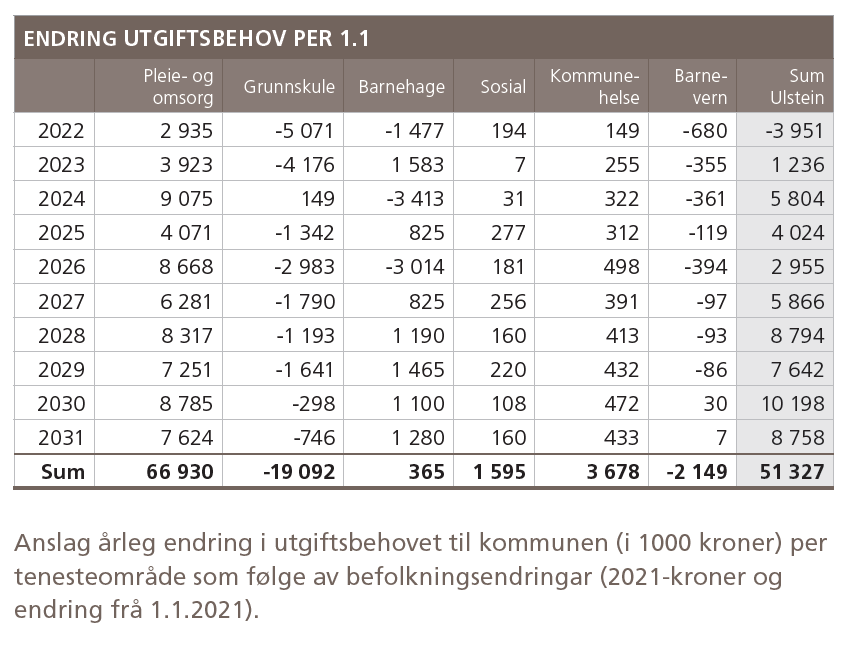 ENDRING UTGIFTSBEHOV PER 1.1
Pleie- og omsorg Grunnskule Barnehage Sosial Kommune-helse Barne-vern Sum Ulstein
2022 2 935 -5 071 -1 477 194 149 -680 -3 951
2023 3 923 -4 176 1 583 7 255 -355 1 236
2024 9 075 149 -3 413 31 322 -361 5 804
2025 4 071 -1 342 825 277 312 -119 4 024
2026 8 668 -2 983 -3 014 181 498 -394 2 955
2027 6 281 -1 790 825 256 391 -97 5 866
2028 8 317 -1 193 1 190 160 413 -93 8 794
2029 7 251 -1 641 1 465 220 432 -86 7 642
2030 8 785 -298 1 100 108 472 30 10 198
2031 7 624 -746 1 280 160 433 7 8 758
Sum 66 930 -19 092 365 1 595 3 678 -2 149 51 327
Anslag årleg endring i utgiftsbehovet til kommunen (i 1000 kroner) per
tenesteområde som følge av befolkningsendringar (2021-kroner og
endring frå 1.1.2021).